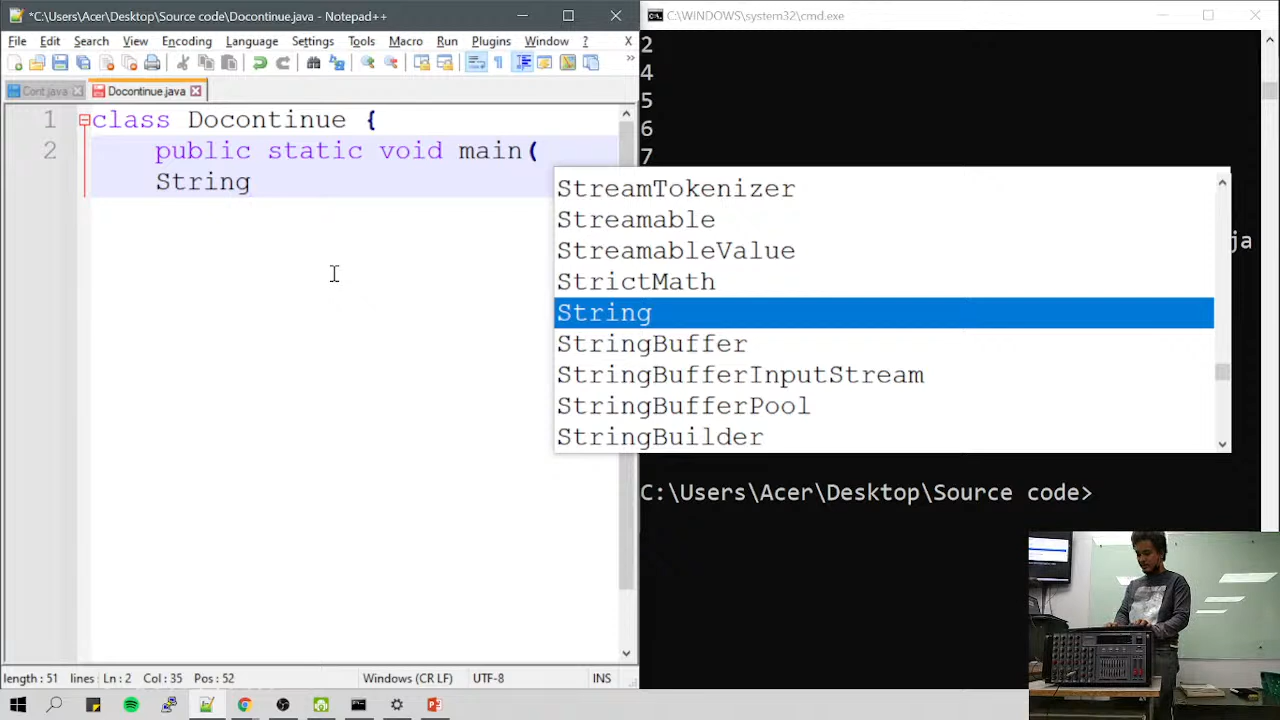 *C:\Users\Acer\Desktop\Source code\Docontinue.java - Notepad++
File Edit Search View Encoding Language Settings Tools Macro Run Plugins Window ? X
Cont.java Docontinue.java
1 class Docontinue {
2 public static void main(
String
StreamTokenizer
Streamable
StreamableValue
StrictMath
String
StringBuffer
StringBufferInputStream
StringBufferPool
StringBuilder
length : 51 lines Ln : 2 Col : 35 Pos : 52 Windows (CR LF) UTF-8 INS
C:\WINDOWS\system32\cmd.exe
2
4
5
6
7
ja
C:\Users\Acer\Desktop\Source code>